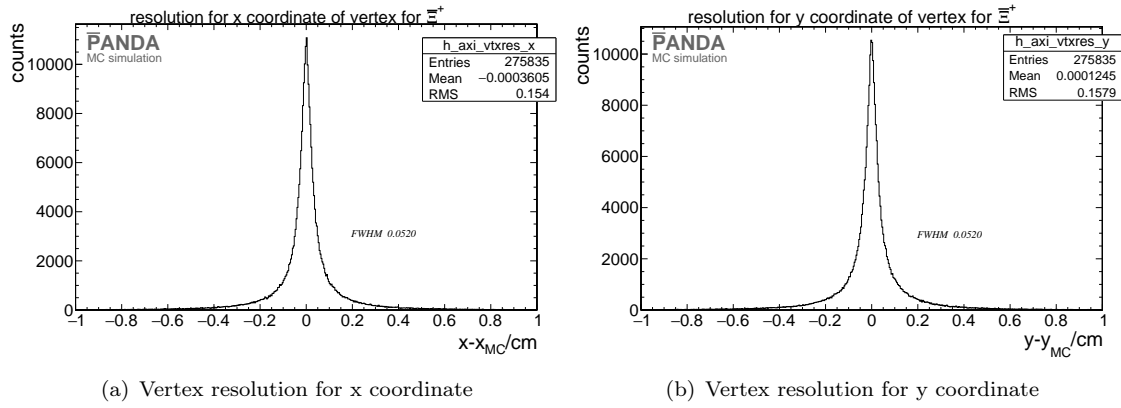 resolution for x coordinate of vertex for Ξ̄⁺
counts
P̄ANDA
MC simulation
h_axi_vtxres_x
Entries 275835
Mean −0.0003605
RMS 0.154
10000
8000
6000
4000
2000
0
FWHM 0.0520
−1 −0.8 −0.6 −0.4 −0.2 0 0.2 0.4 0.6 0.8 1
x-x_MC/cm
(a) Vertex resolution for x coordinate
resolution for y coordinate of vertex for Ξ̄⁺
counts
P̄ANDA
MC simulation
h_axi_vtxres_y
Entries 275835
Mean 0.0001245
RMS 0.1579
10000
8000
6000
4000
2000
0
FWHM 0.0520
−1 −0.8 −0.6 −0.4 −0.2 0 0.2 0.4 0.6 0.8 1
y-y_MC/cm
(b) Vertex resolution for y coordinate